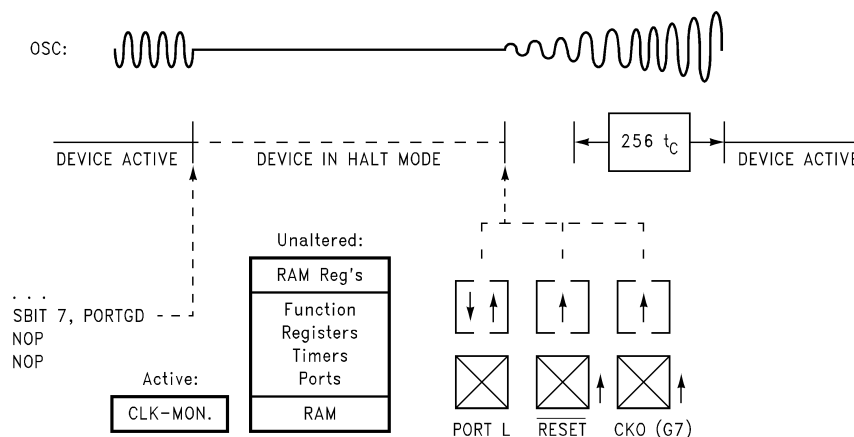 OSC:
256 tC
DEVICE ACTIVE
DEVICE IN HALT MODE
DEVICE ACTIVE
Unaltered:
RAM Reg's
Function
Registers
Timers
Ports
RAM
. . .
SBIT 7, PORTGD
NOP
NOP
Active:
CLK-MON.
PORT L
RESET
CKO (G7)